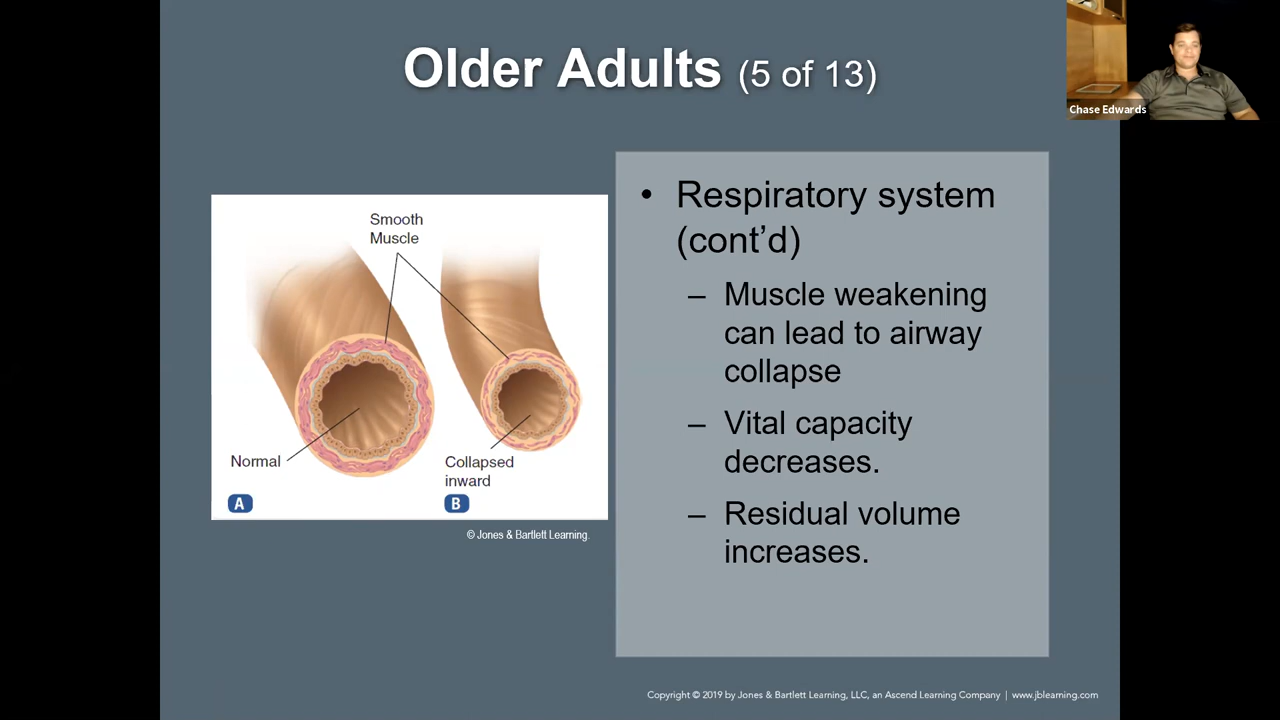 Older Adults (5 of 13)
Chase Edwards
Smooth
Muscle
Normal
Collapsed
inward
A
B
© Jones & Bartlett Learning.
• Respiratory system
(cont’d)
– Muscle weakening
can lead to airway
collapse
– Vital capacity
decreases.
– Residual volume
increases.
Copyright © 2019 by Jones & Bartlett Learning, LLC, an Ascend Learning Company | www.jblearning.com